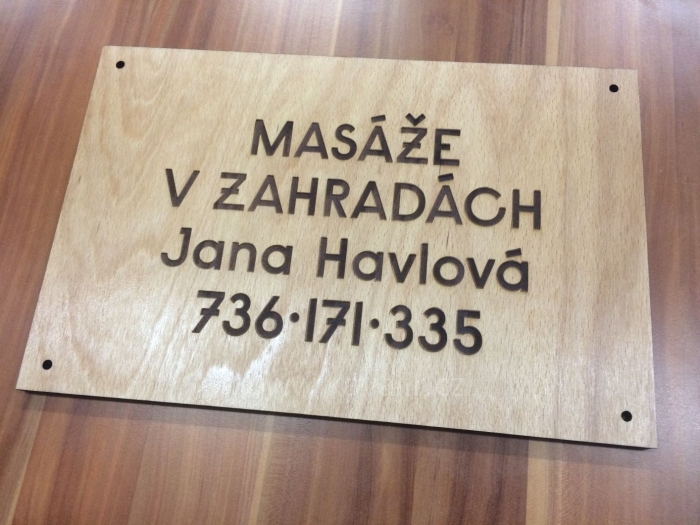 MASÁŽE
V ZAHRADÁCH
Jana Havlová
736·171·335